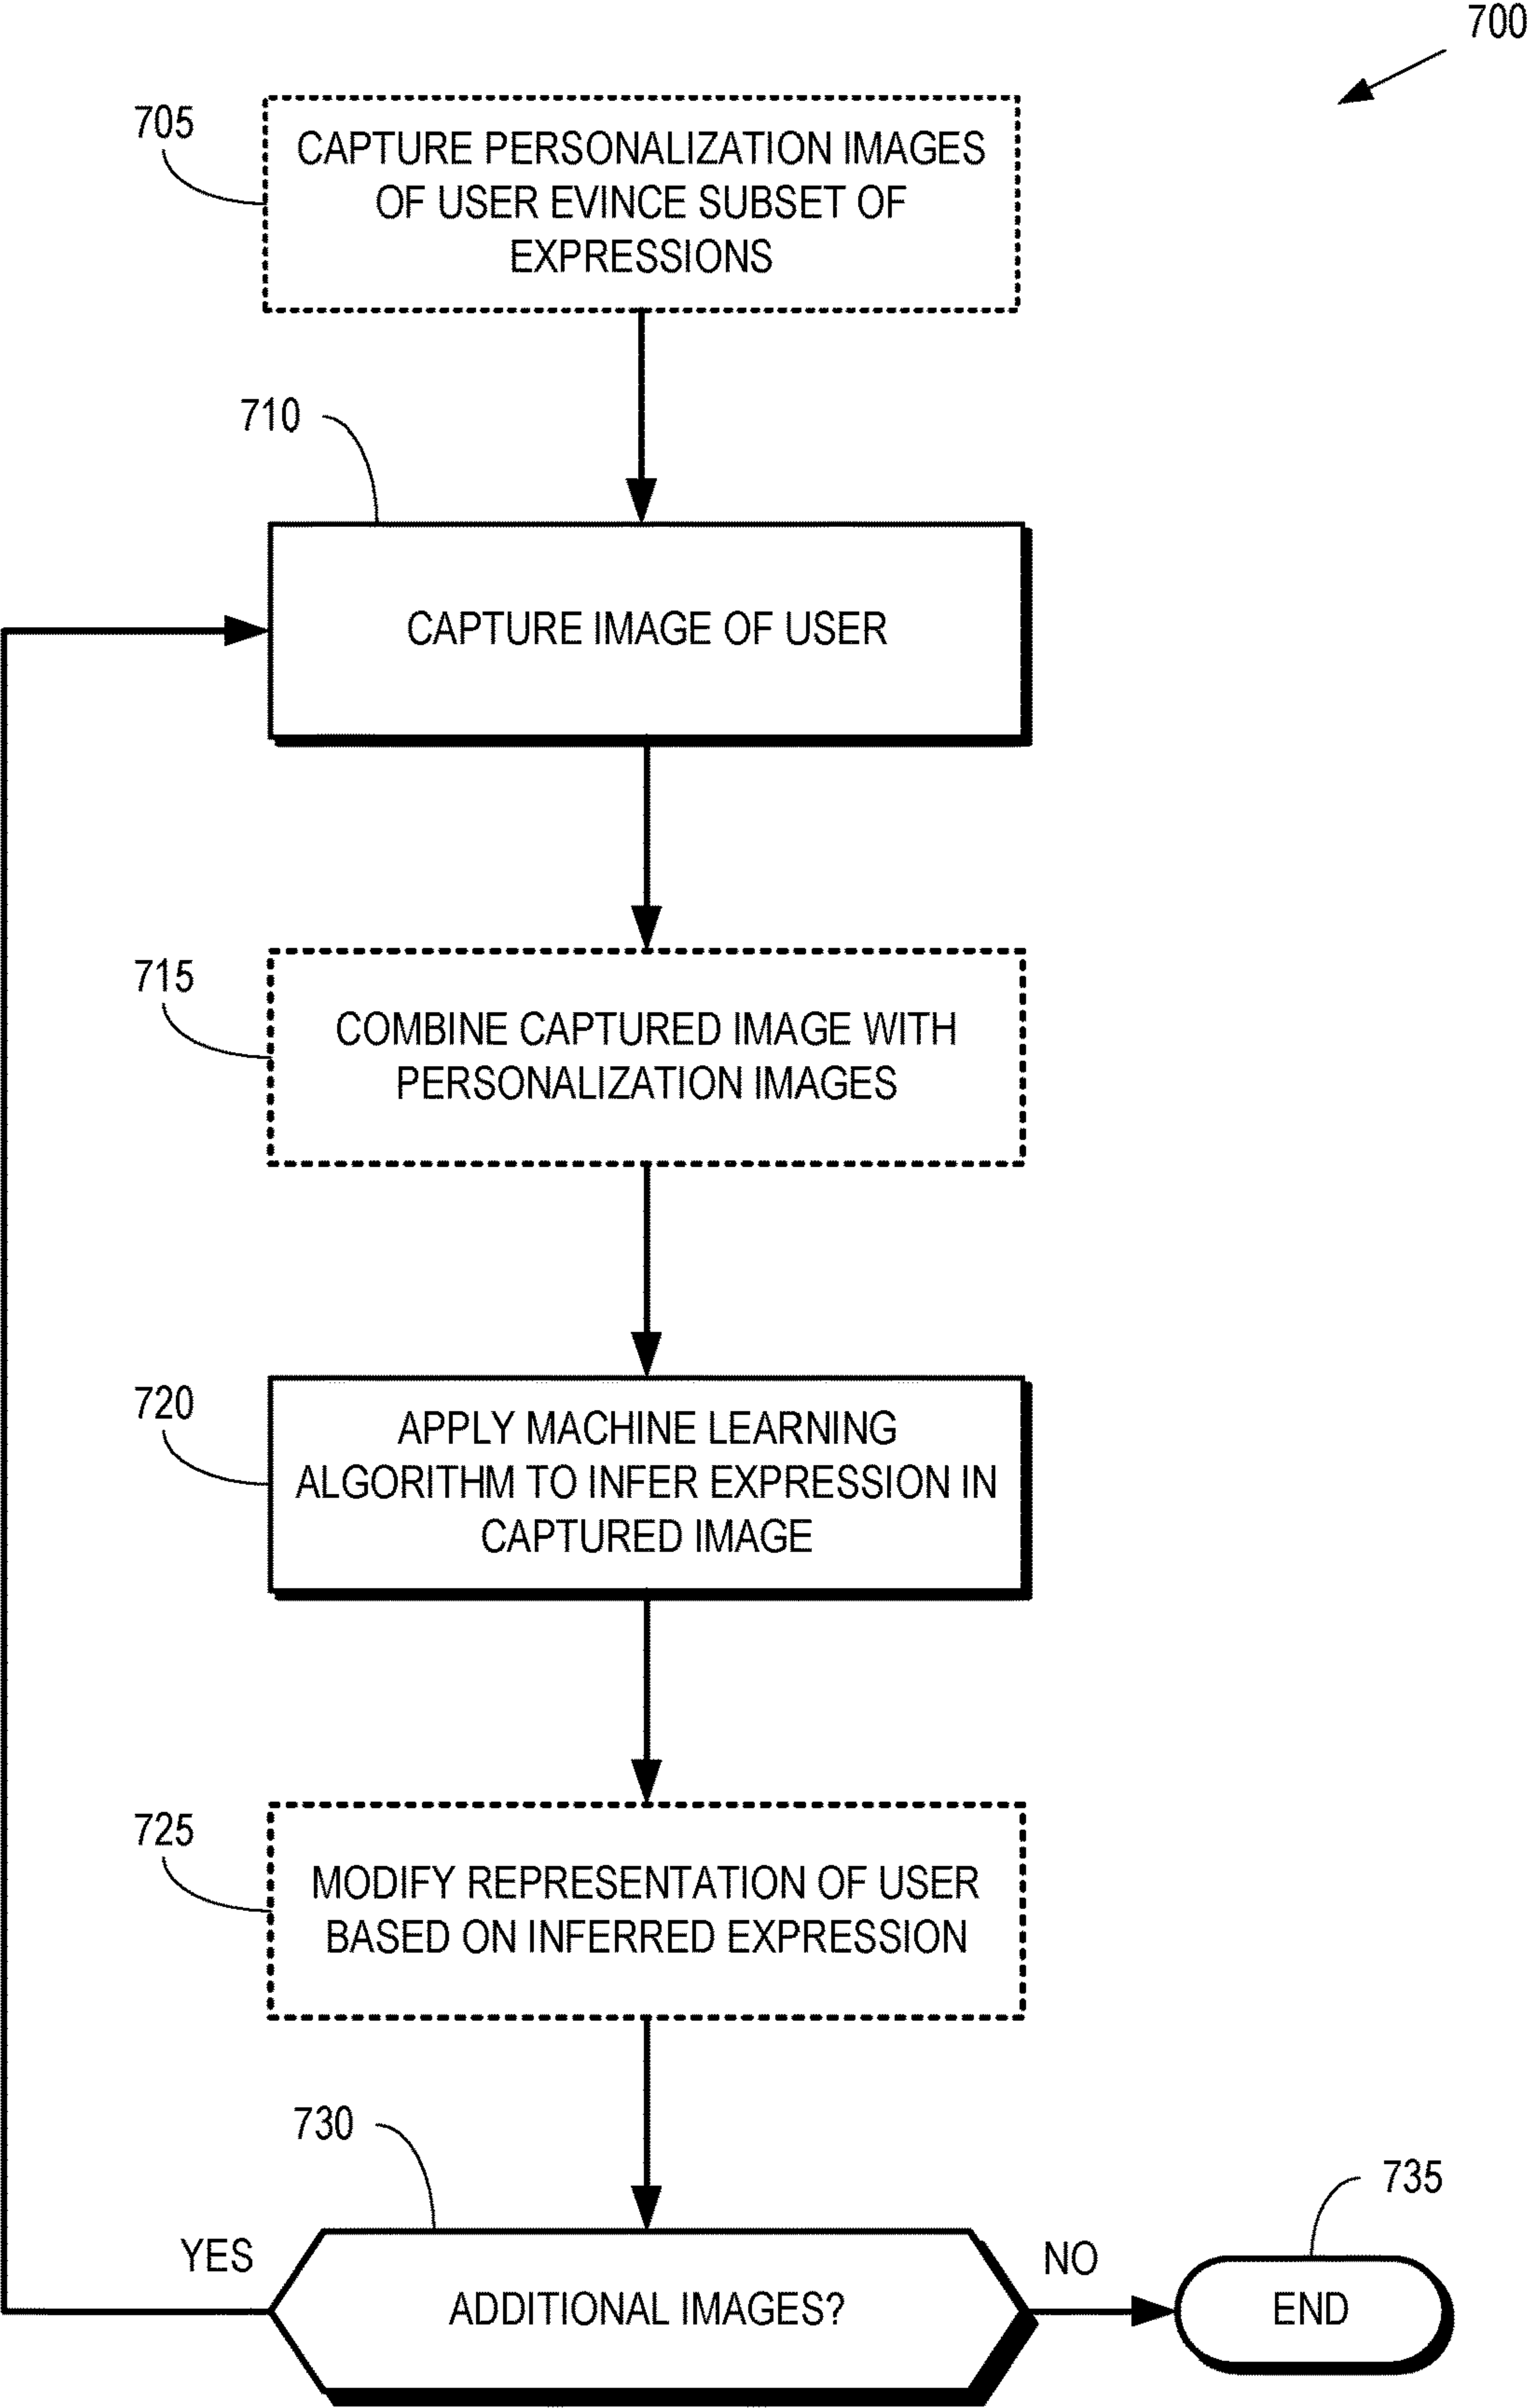 700
705
CAPTURE PERSONALIZATION IMAGES
OF USER EVINCE SUBSET OF
EXPRESSIONS
710
CAPTURE IMAGE OF USER
715
COMBINE CAPTURED IMAGE WITH
PERSONALIZATION IMAGES
720
APPLY MACHINE LEARNING
ALGORITHM TO INFER EXPRESSION IN
CAPTURED IMAGE
725
MODIFY REPRESENTATION OF USER
BASED ON INFERRED EXPRESSION
730
735
YES
ADDITIONAL IMAGES?
NO
END